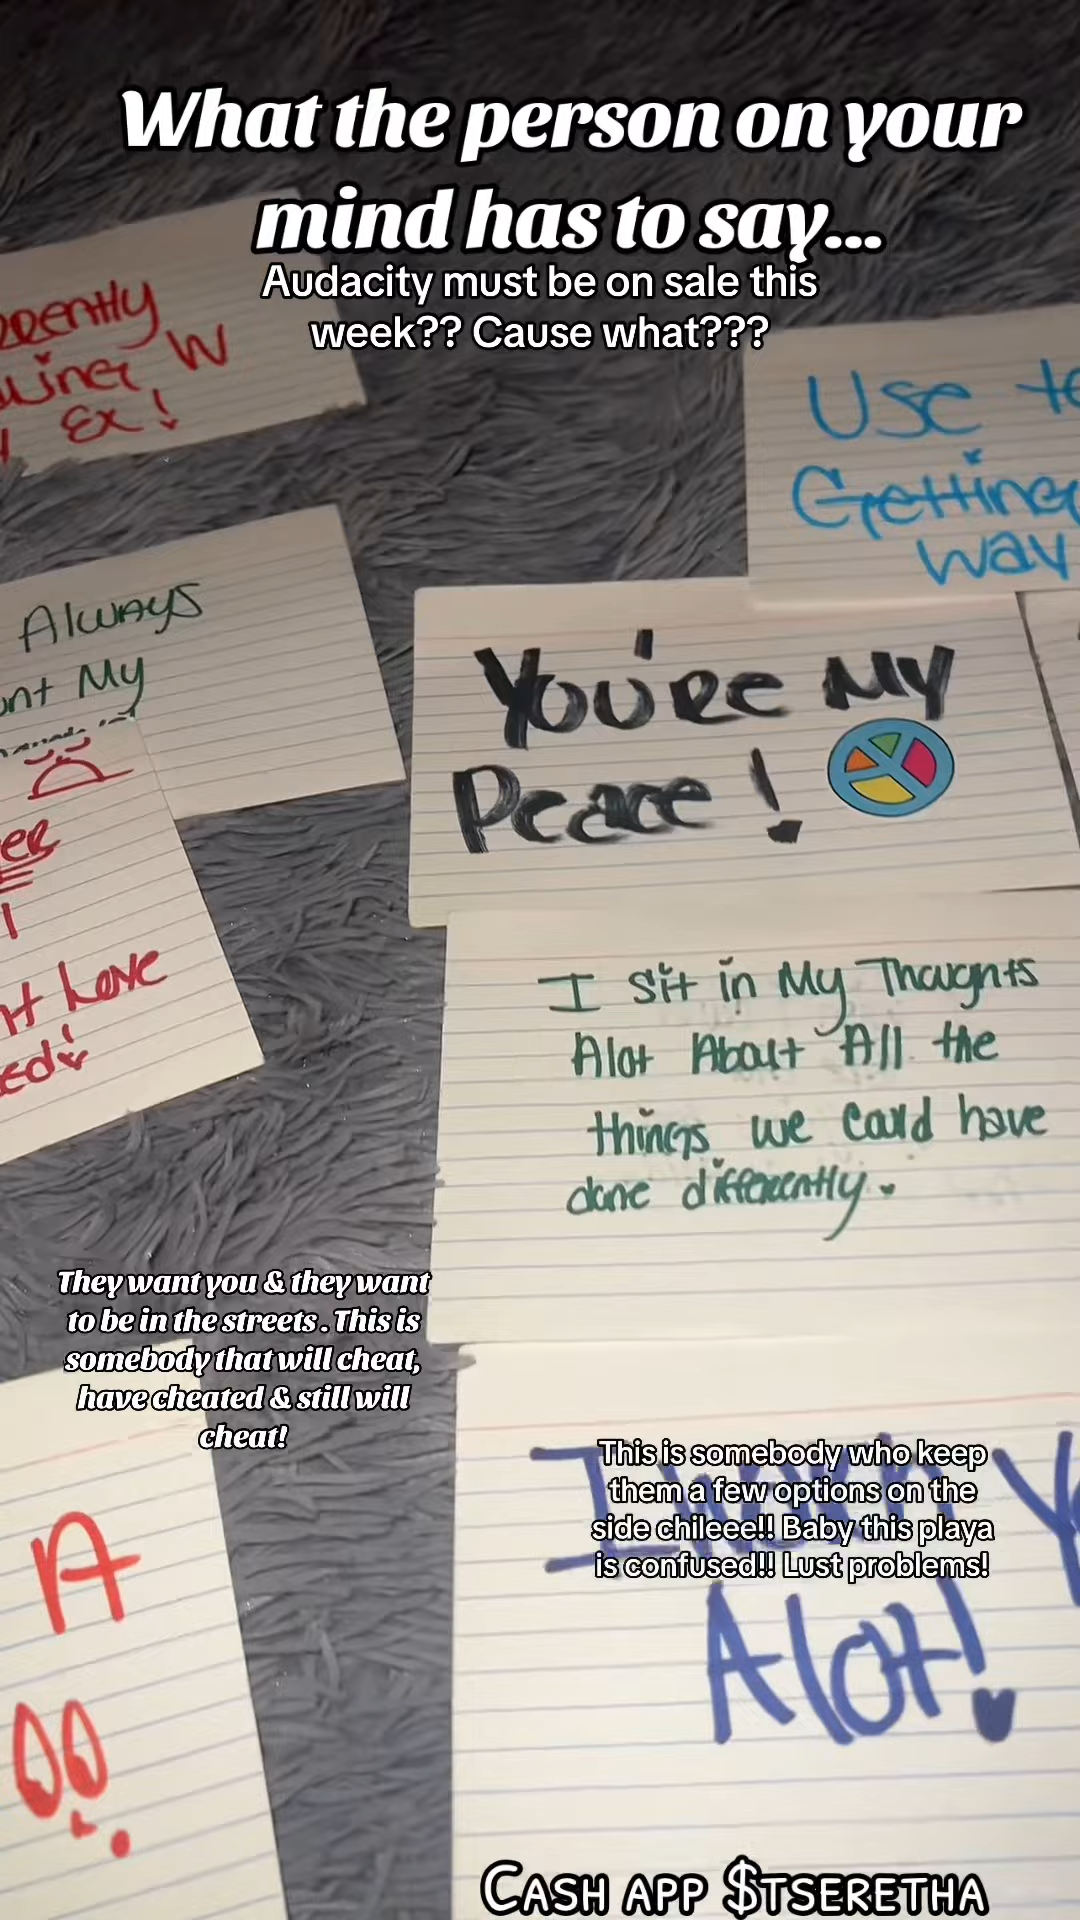 What the person on your
mind has to say...
Audacity must be on sale this
week?? Cause what???
W
Ex!
Use
Getting
way
Always
My
You're My
Peace!
Love
I sit in My Thoughts
Alot About All the
things we could have
done differently.
They want you & they want
to be in the streets . This is
somebody that will cheat,
have cheated & still will
cheat!
This is somebody who keep
them a few options on the
side chileee!! Baby this playa
is confused!! Lust problems!
I
Alot!
A
Cash app $tseretha